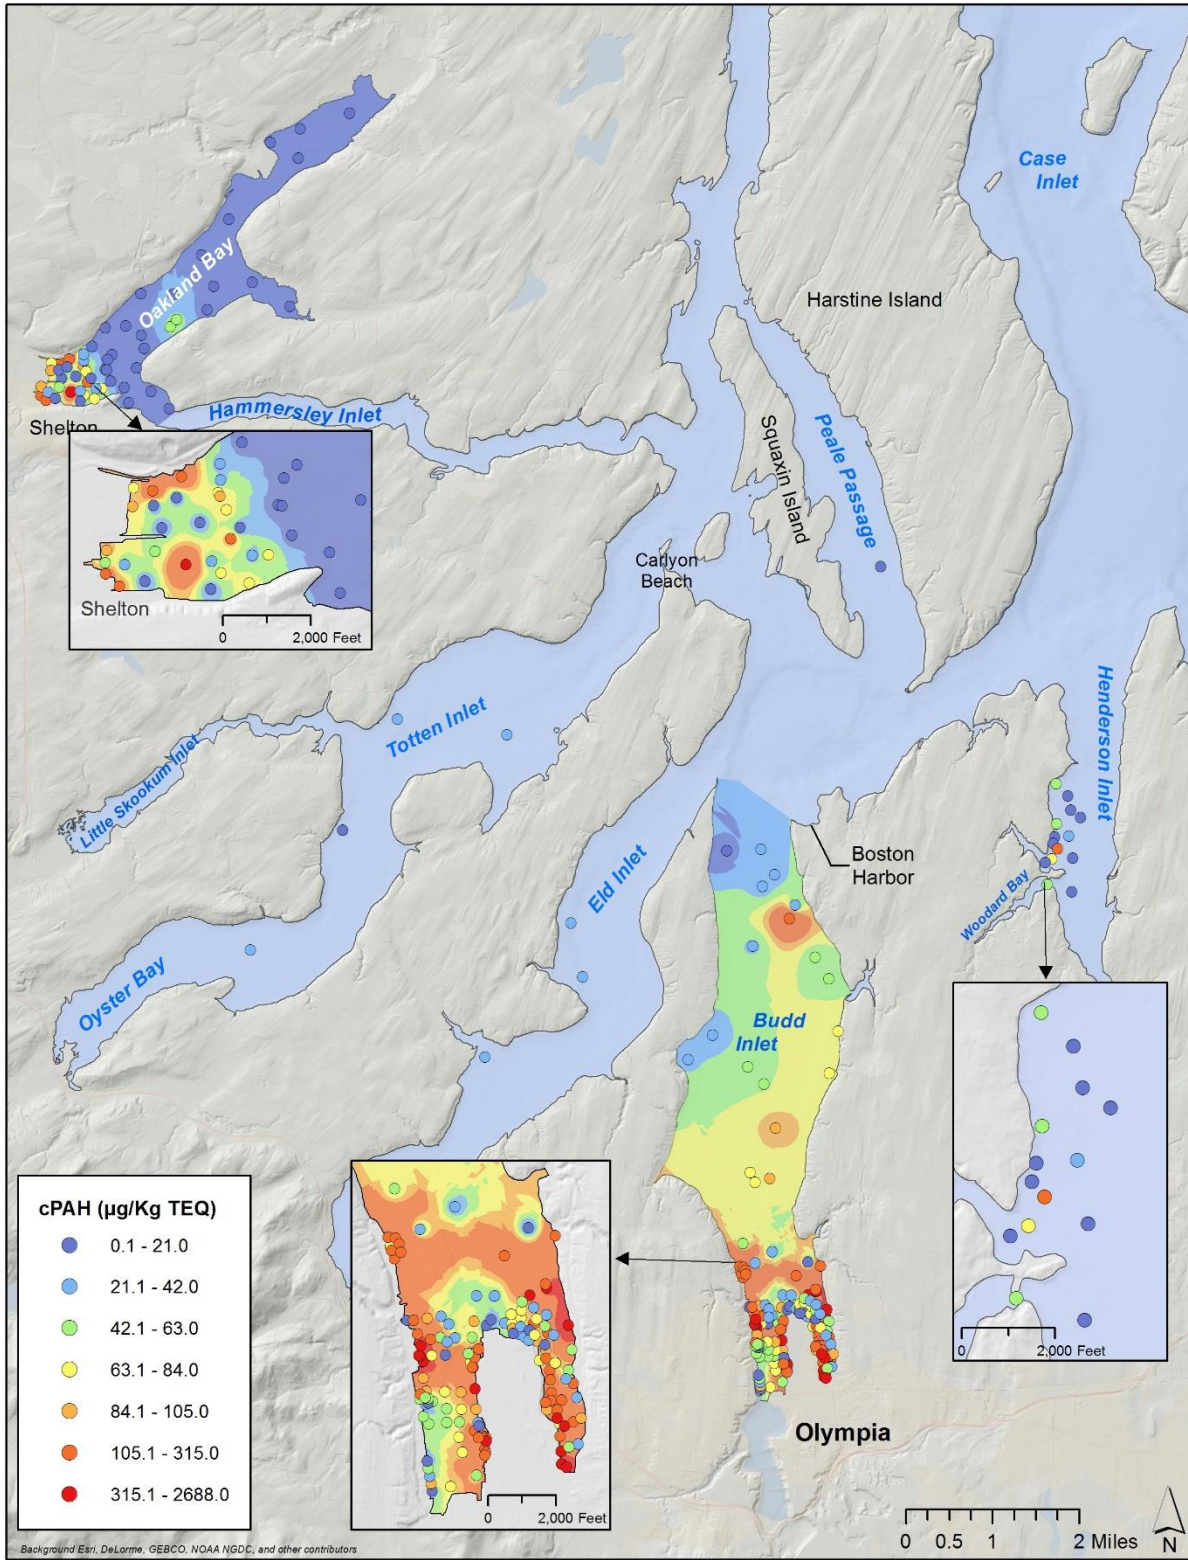 Case
Inlet
Oakland Bay
Harstine Island
Hammersley Inlet
Shelton
Squaxin Island
Peale Passage
Shelton
0 2,000 Feet
Carlyon
Beach
Henderson Inlet
Totten Inlet
Little Skookum Inlet
Eld Inlet
Boston
Harbor
Woodard Bay
Oyster Bay
Budd
Inlet
cPAH (µg/Kg TEQ)
0.1 - 21.0
21.1 - 42.0
42.1 - 63.0
63.1 - 84.0
84.1 - 105.0
105.1 - 315.0
315.1 - 2688.0
0 2,000 Feet
0 2,000 Feet
Olympia
0 0.5 1 2 Miles
N
Background Esri, DeLorme, GEBCO, NOAA NGDC, and other contributors